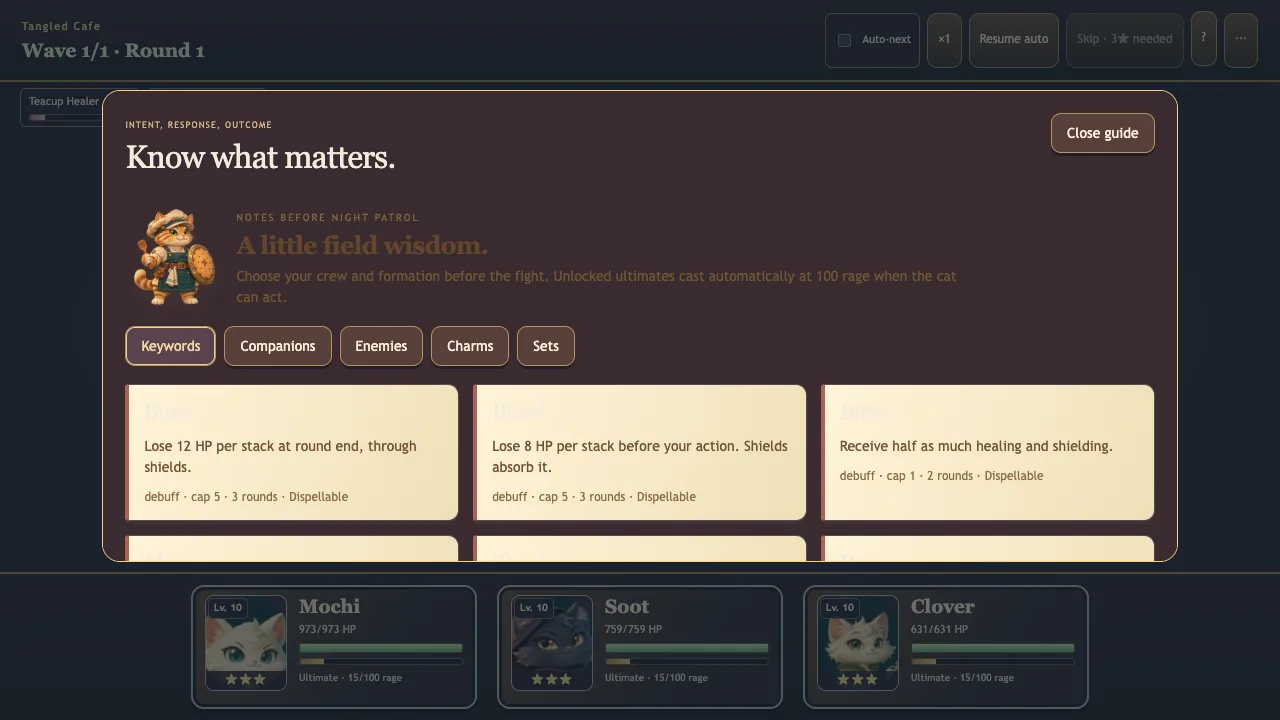 Tangled Cafe
Wave 1/1 · Round 1
Auto-next
×1
Resume auto
Skip · 3★ needed
?
...
Teacup Healer
INTENT, RESPONSE, OUTCOME
Know what matters.
Close guide
NOTES BEFORE NIGHT PATROL
A little field wisdom.
Choose your crew and formation before the fight. Unlocked ultimates cast automatically at 100 rage when the cat
can act.
Keywords
Companions
Enemies
Charms
Sets
Lose 12 HP per stack at round end, through
shields.
debuff · cap 5 · 3 rounds · Dispellable
Lose 8 HP per stack before your action. Shields
absorb it.
debuff · cap 5 · 3 rounds · Dispellable
Receive half as much healing and shielding.
debuff · cap 1 · 2 rounds · Dispellable
Lv. 10
Mochi
973/973 HP
Ultimate · 15/100 rage
★★★
Lv. 10
Soot
759/759 HP
Ultimate · 15/100 rage
★★★
Lv. 10
Clover
631/631 HP
Ultimate · 15/100 rage
★★★